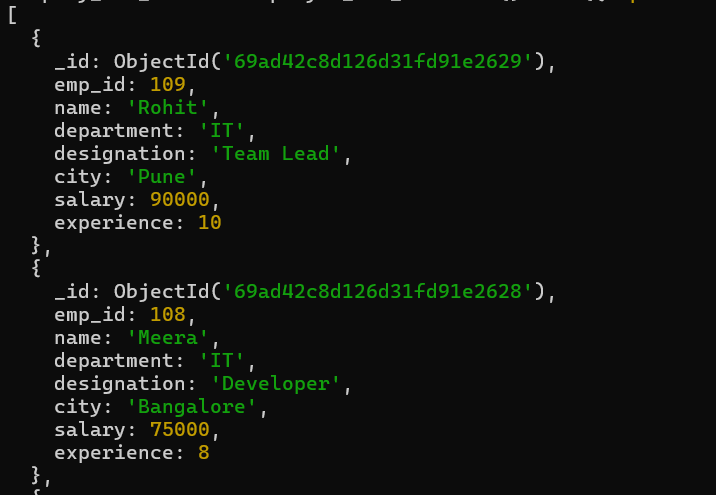 [
  {
    _id: ObjectId('69ad42c8d126d31fd91e2629'),
    emp_id: 109,
    name: 'Rohit',
    department: 'IT',
    designation: 'Team Lead',
    city: 'Pune',
    salary: 90000,
    experience: 10
  },
  {
    _id: ObjectId('69ad42c8d126d31fd91e2628'),
    emp_id: 108,
    name: 'Meera',
    department: 'IT',
    designation: 'Developer',
    city: 'Bangalore',
    salary: 75000,
    experience: 8
  },
  {